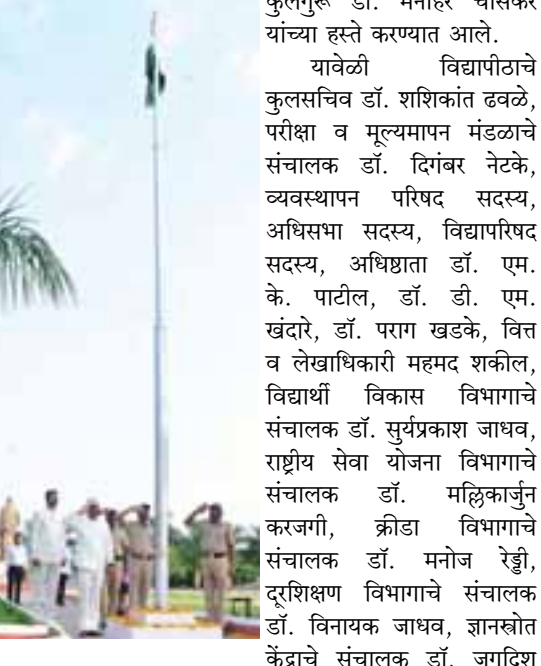 कुलगुरू डॉ. मनोहर चासकर
यांच्या हस्ते करण्यात आले.
यावेळी विद्यापीठाचे
कुलसचिव डॉ. शशिकांत ढवळे,
परीक्षा व मूल्यमापन मंडळाचे
संचालक डॉ. दिगंबर नेटके,
व्यवस्थापन परिषद सदस्य,
अधिसभा सदस्य, विद्यापरिषद
सदस्य, अधिष्ठाता डॉ. एम.
के. पाटील, डॉ. डी. एम.
खंदारे, डॉ. पराग खडके, वित्त
व लेखाधिकारी महमद शकील,
विद्यार्थी विकास विभागाचे
संचालक डॉ. सुर्यप्रकाश जाधव,
राष्ट्रीय सेवा योजना विभागाचे
संचालक डॉ. मल्लिकार्जुन
करजगी, क्रीडा विभागाचे
संचालक डॉ. मनोज रेड्डी,
दूरशिक्षण विभागाचे संचालक
डॉ. विनायक जाधव, ज्ञानस्त्रोत
केंद्राचे संचालक डॉ. जगदिश